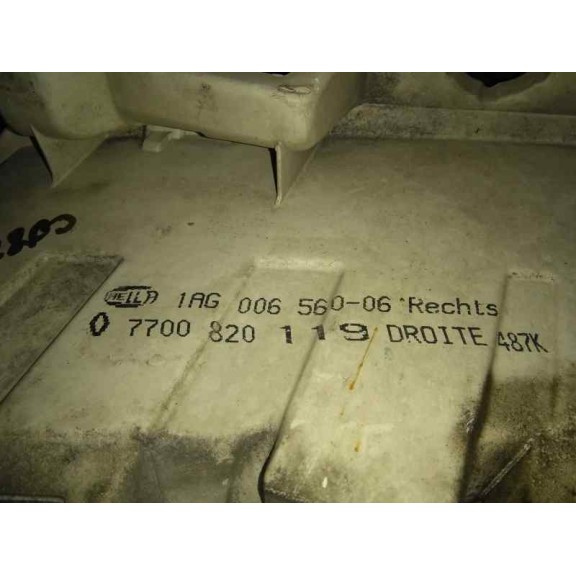 HELLA 1AG 006 560-06 Rechts
0 7700 820 119 DROITE 487K